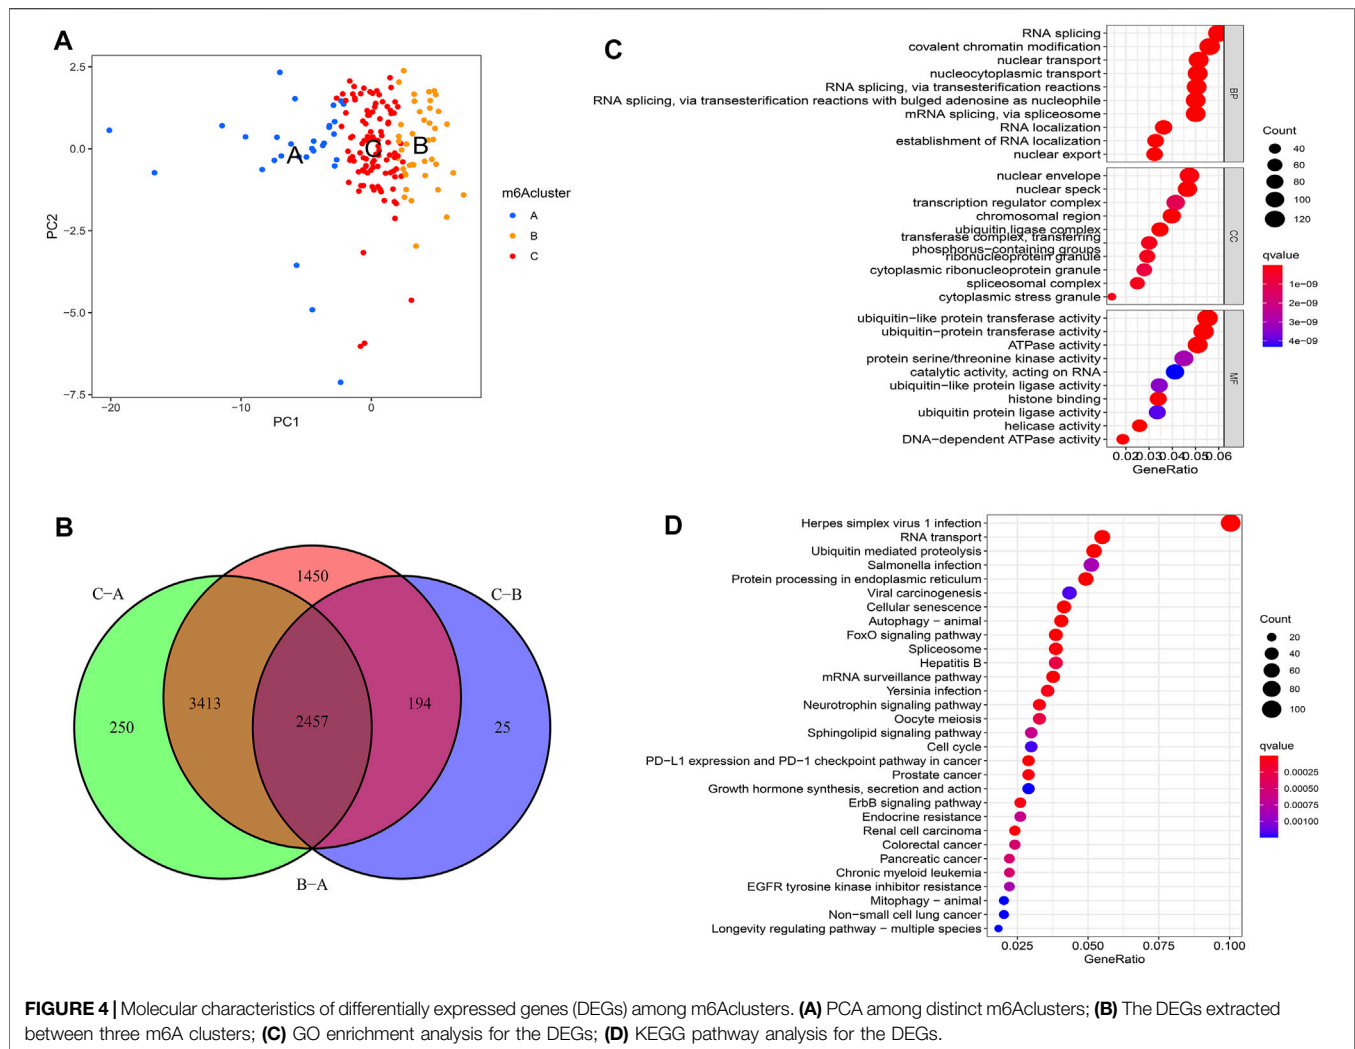 A
2.5
0.0
−2.5
−5.0
−7.5
PC2
−20
−10
0
PC1
A
C
B
m6Acluster
A
B
C
B
C−A
C−B
B−A
1450
3413
2457
194
250
25
C
RNA splicing
covalent chromatin modification
nuclear transport
nucleocytoplasmic transport
RNA splicing, via transesterification reactions
RNA splicing, via transesterification reactions with bulged adenosine as nucleophile
mRNA splicing, via spliceosome
RNA localization
establishment of RNA localization
nuclear export
BP
nuclear envelope
nuclear speck
transcription regulator complex
chromosomal region
ubiquitin ligase complex
transferase complex, transferring
phosphorus−containing groups
ribonucleoprotein granule
cytoplasmic ribonucleoprotein granule
spliceosomal complex
cytoplasmic stress granule
CC
ubiquitin−like protein transferase activity
ubiquitin−protein transferase activity
ATPase activity
protein serine/threonine kinase activity
catalytic activity, acting on RNA
ubiquitin−like protein ligase activity
histone binding
ubiquitin protein ligase activity
helicase activity
DNA−dependent ATPase activity
MF
0.02 0.03 0.04 0.05 0.06
GeneRatio
Count
40
60
80
100
120
qvalue
1e−09
2e−09
3e−09
4e−09
D
Herpes simplex virus 1 infection
RNA transport
Ubiquitin mediated proteolysis
Salmonella infection
Protein processing in endoplasmic reticulum
Viral carcinogenesis
Cellular senescence
Autophagy − animal
FoxO signaling pathway
Spliceosome
Hepatitis B
mRNA surveillance pathway
Yersinia infection
Neurotrophin signaling pathway
Oocyte meiosis
Sphingolipid signaling pathway
Cell cycle
PD−L1 expression and PD−1 checkpoint pathway in cancer
Prostate cancer
Growth hormone synthesis, secretion and action
ErbB signaling pathway
Endocrine resistance
Renal cell carcinoma
Colorectal cancer
Pancreatic cancer
Chronic myeloid leukemia
EGFR tyrosine kinase inhibitor resistance
Mitophagy − animal
Non−small cell lung cancer
Longevity regulating pathway − multiple species
0.025 0.050 0.075 0.100
GeneRatio
Count
20
40
60
80
100
qvalue
0.00025
0.00050
0.00075
0.00100
FIGURE 4 | Molecular characteristics of differentially expressed genes (DEGs) among m6Aclusters. (A) PCA among distinct m6Aclusters; (B) The DEGs extracted
between three m6A clusters; (C) GO enrichment analysis for the DEGs; (D) KEGG pathway analysis for the DEGs.